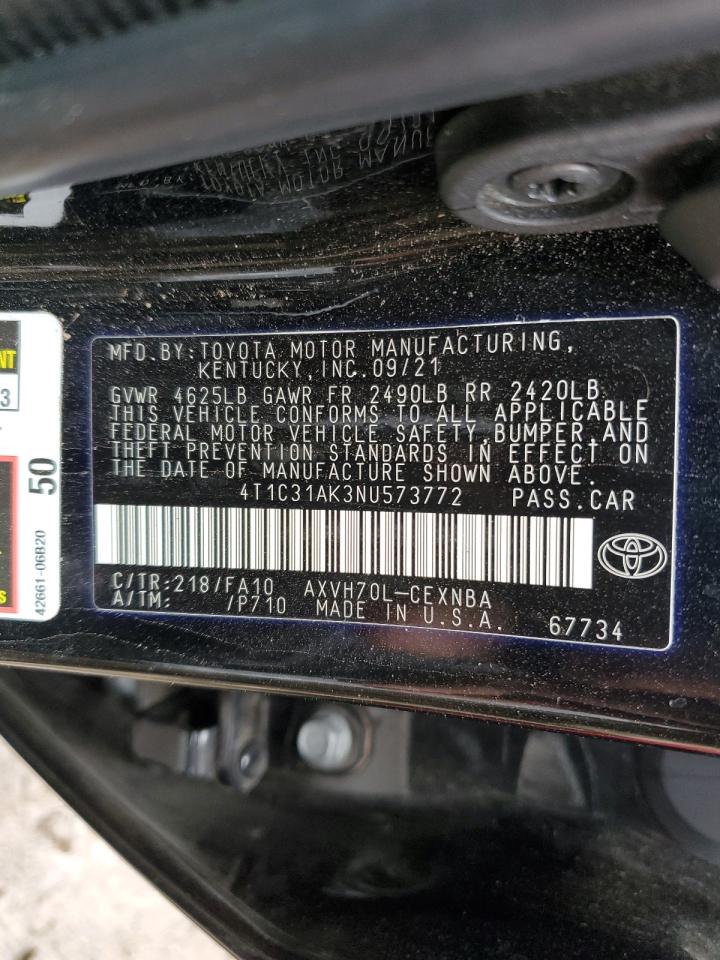 MFD. BY: TOYOTA MOTOR MANUFACTURING,
KENTUCKY, INC. 09/21
GVWR 4625LB GAWR FR 2490LB RR 2420LB
THIS VEHICLE CONFORMS TO ALL APPLICABLE
FEDERAL MOTOR VEHICLE SAFETY, BUMPER, AND
THEFT PREVENTION STANDARDS IN EFFECT ON
THE DATE OF MANUFACTURE SHOWN ABOVE.
4T1C31AK3NU573772 PASS. CAR
C/TR: 218/FA10 AXVH70L-CEXNBA
A/TM: /P710 MADE IN U.S.A. 67734
50
42661-06B20